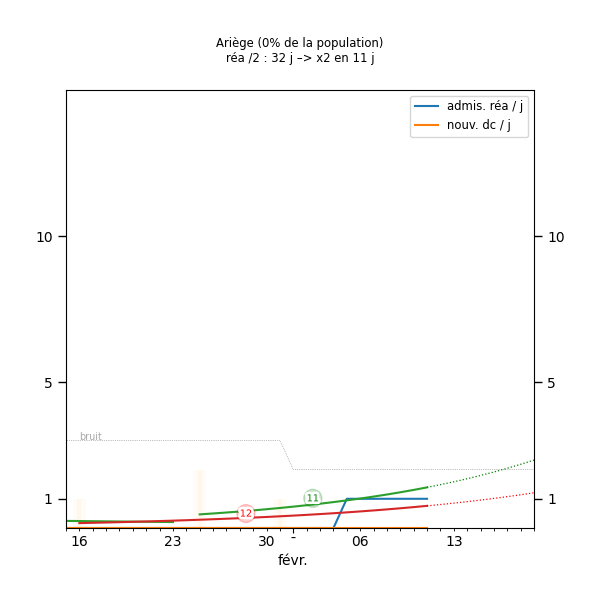 Ariège (0% de la population)
réa /2 : 32 j –> x2 en 11 j
admis. réa / j
nouv. dc / j
10 10
5 5
bruit
1 11 1
12
16 23 30 - 06 13
févr.